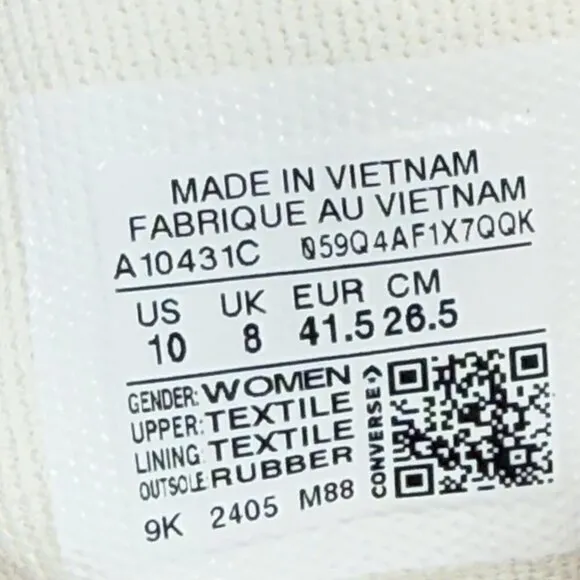 MADE IN VIETNAM
FABRIQUE AU VIETNAM
A10431C 059Q4AF1X7QQK
US UK EUR CM
10 8 41.5 26.5
GENDER: WOMEN
UPPER: TEXTILE
LINING: TEXTILE
OUTSOLE: RUBBER
CONVERSE
9K 2405 M88